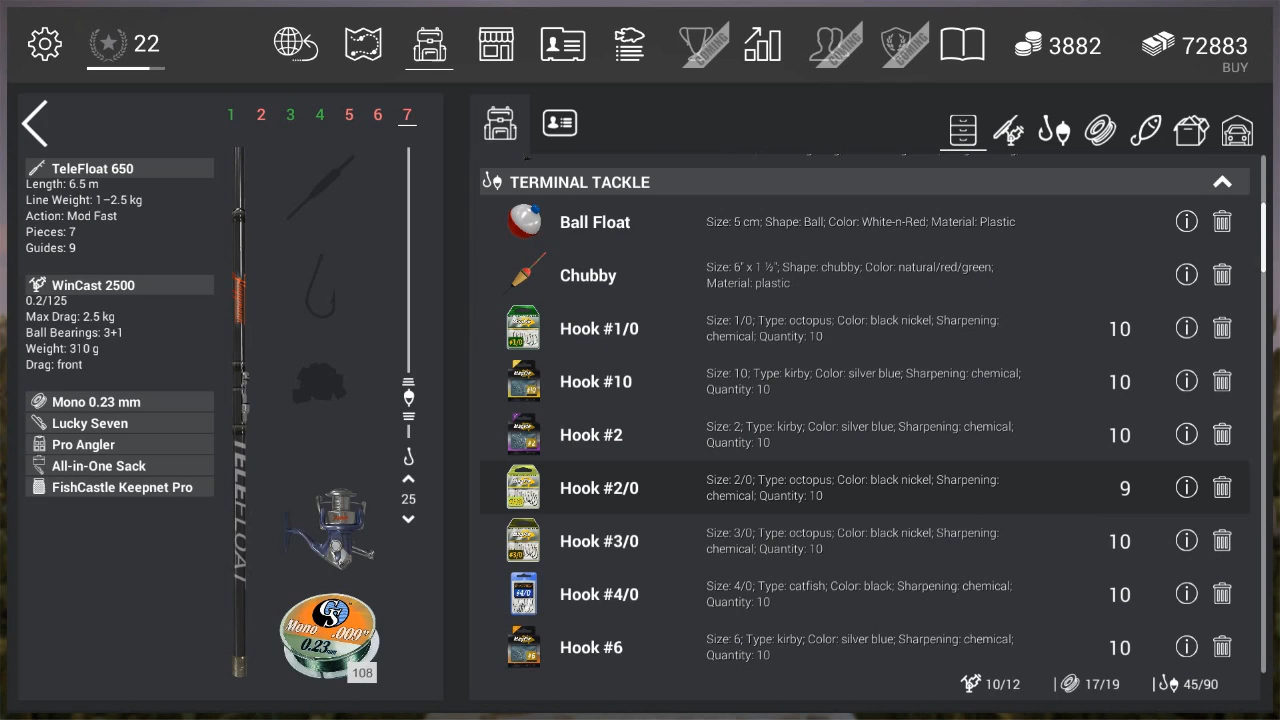 22
COMING
COMING
COMING
3882
72883
BUY
1 2 3 4 5 6 7
TeleFloat 650
Length: 6.5 m
Line Weight: 1–2.5 kg
Action: Mod Fast
Pieces: 7
Guides: 9
WinCast 2500
0.2/125
Max Drag: 2.5 kg
Ball Bearings: 3+1
Weight: 310 g
Drag: front
Mono 0.23 mm
Lucky Seven
Pro Angler
All-in-One Sack
FishCastle Keepnet Pro
TELEFLOAT
25
GS
Mono .009"
0.23mm
108
TERMINAL TACKLE
Ball Float
Size: 5 cm; Shape: Ball; Color: White-n-Red; Material: Plastic
Chubby
Size: 6" x 1 ½"; Shape: chubby; Color: natural/red/green;
Material: plastic
Hook #1/0
Size: 1/0; Type: octopus; Color: black nickel; Sharpening:
chemical; Quantity: 10
10
Hook #10
Size: 10; Type: kirby; Color: silver blue; Sharpening: chemical;
Quantity: 10
10
Hook #2
Size: 2; Type: kirby; Color: silver blue; Sharpening: chemical;
Quantity: 10
10
Hook #2/0
Size: 2/0; Type: octopus; Color: black nickel; Sharpening:
chemical; Quantity: 10
9
Hook #3/0
Size: 3/0; Type: octopus; Color: black nickel; Sharpening:
chemical; Quantity: 10
10
Hook #4/0
Size: 4/0; Type: catfish; Color: black; Sharpening: chemical;
Quantity: 10
10
Hook #6
Size: 6; Type: kirby; Color: silver blue; Sharpening: chemical;
Quantity: 10
10
10/12 | 17/19 | 45/90